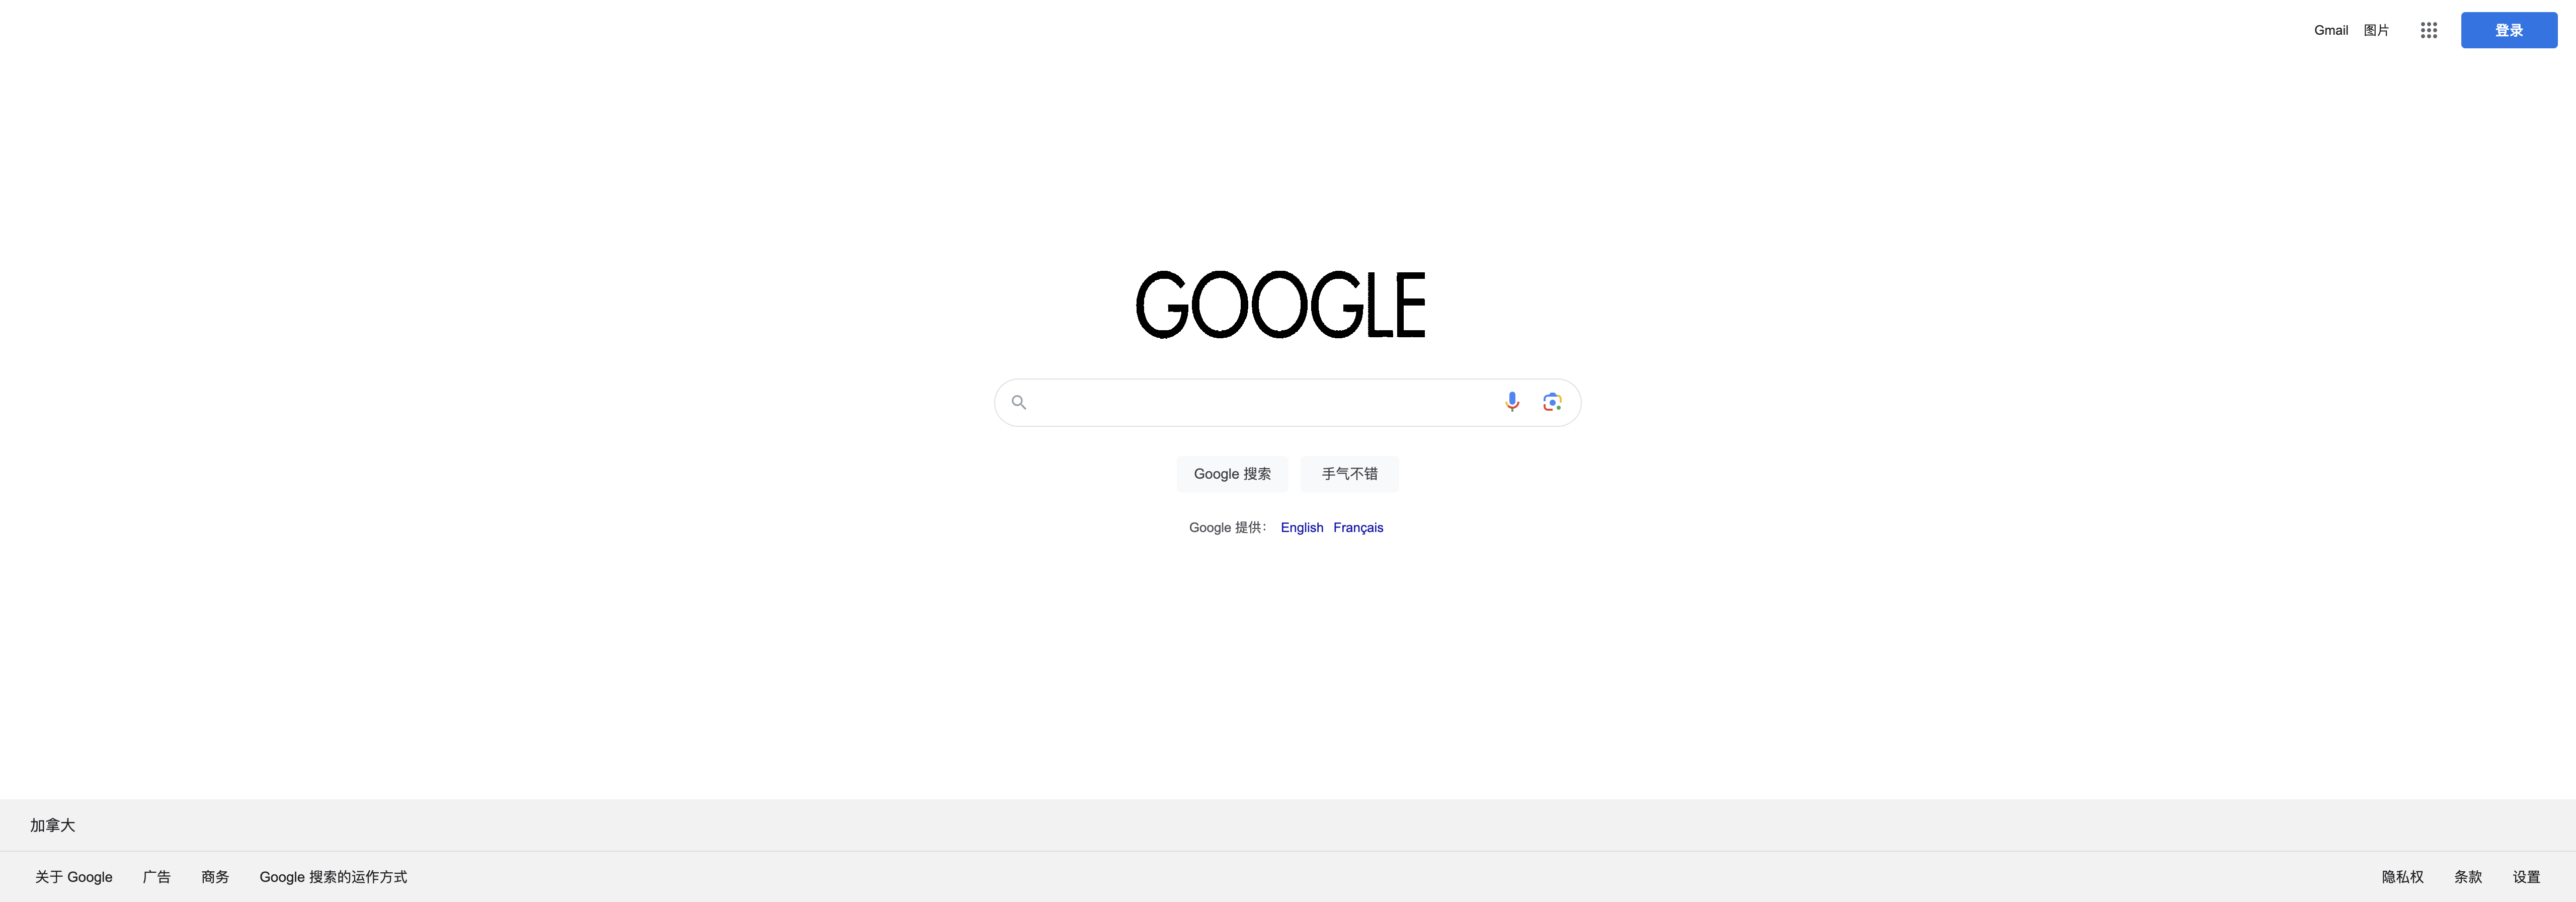 Gmail 图片 登录
GOOGLE
Google 搜索 手气不错
Google 提供： English Français
加拿大
关于 Google 广告 商务 Google 搜索的运作方式 隐私权 条款 设置